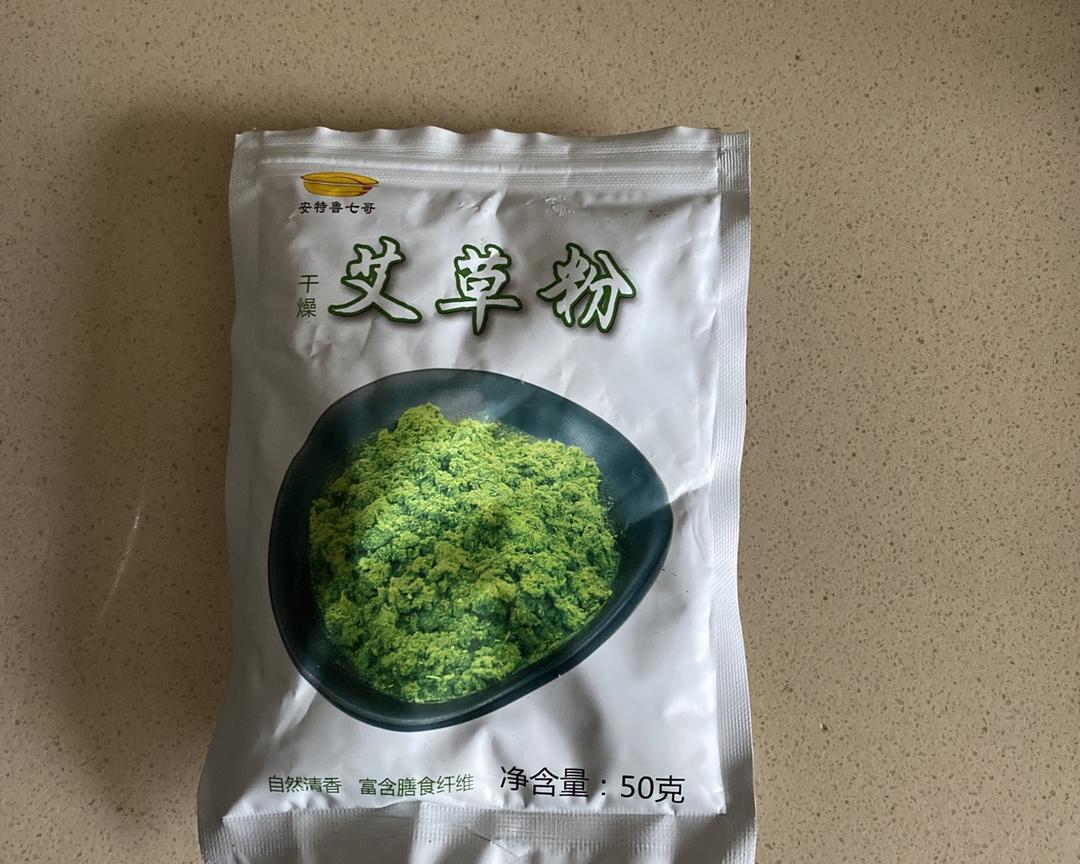 安特鲁七哥
干燥
艾草粉
自然清香 富含膳食纤维
净含量：50克